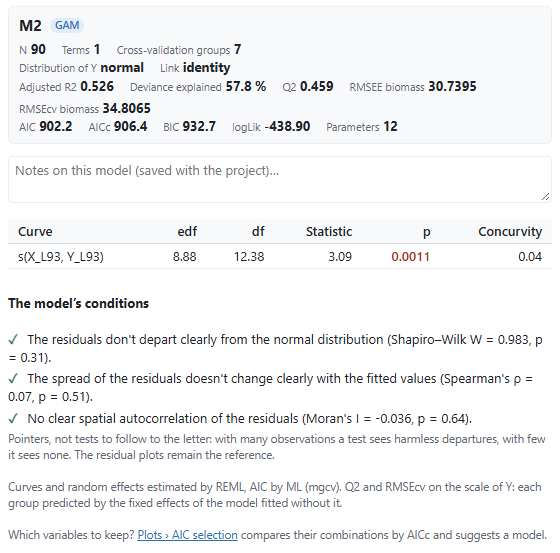 M2 GAM
N 90 Terms 1 Cross-validation groups 7
Distribution of Y normal Link identity
Adjusted R2 0.526 Deviance explained 57.8 % Q2 0.459 RMSEE biomass 30.7395
RMSEcv biomass 34.8065
AIC 902.2 AICc 906.4 BIC 932.7 logLik -438.90 Parameters 12
Notes on this model (saved with the project)...
Curve edf df Statistic p Concurvity
s(X_L93, Y_L93) 8.88 12.38 3.09 0.0011 0.04
The model’s conditions
✓ The residuals don't depart clearly from the normal distribution (Shapiro–Wilk W = 0.983, p
= 0.31).
✓ The spread of the residuals doesn't change clearly with the fitted values (Spearman's ρ =
0.07, p = 0.51).
✓ No clear spatial autocorrelation of the residuals (Moran's I = -0.036, p = 0.64).
Pointers, not tests to follow to the letter: with many observations a test sees harmless departures, with few
it sees none. The residual plots remain the reference.
Curves and random effects estimated by REML, AIC by ML (mgcv). Q2 and RMSEcv on the scale of Y: each
group predicted by the fixed effects of the model fitted without it.
Which variables to keep? Plots › AIC selection compares their combinations by AICc and suggests a model.